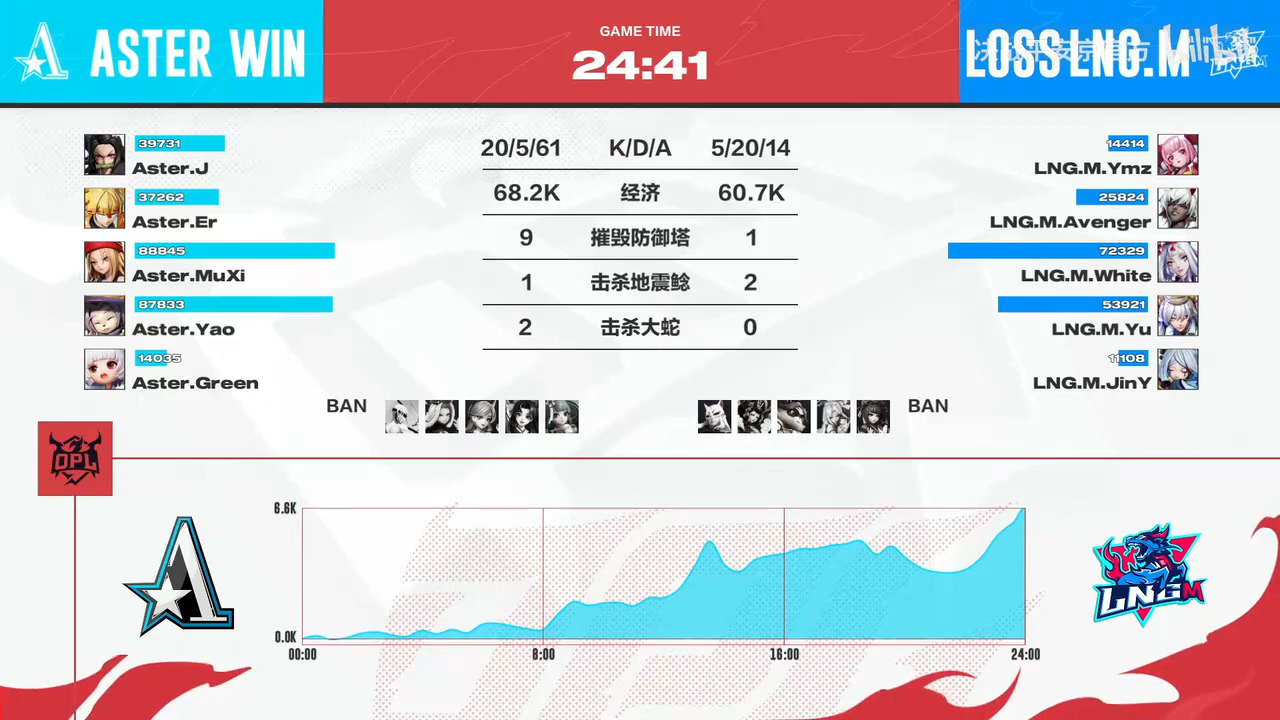 ASTER WIN
GAME TIME
24:41
LOSS LNG.M
39731
Aster.J
37262
Aster.Er
88845
Aster.MuXi
87833
Aster.Yao
14035
Aster.Green
20/5/61 K/D/A 5/20/14
68.2K 经济 60.7K
9 摧毁防御塔 1
1 击杀地震鲶 2
2 击杀大蛇 0
14414
LNG.M.Ymz
25824
LNG.M.Avenger
72329
LNG.M.White
53921
LNG.M.Yu
11108
LNG.M.JinY
BAN BAN
OPL
6.6K
0.0K
00:00 8:00 16:00 24:00
LNGM